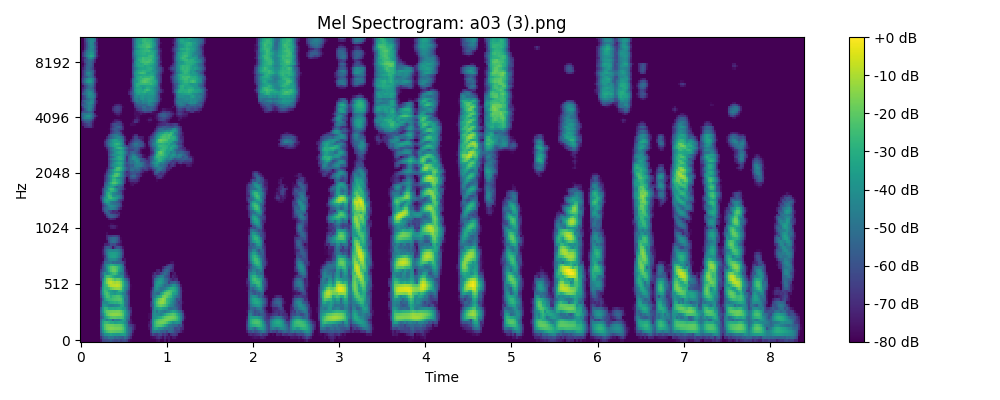 Mel Spectrogram: a03 (3).png
+0 dB
8192
-10 dB
4096
-20 dB
-30 dB
2048
-40 dB
Hz
1024
-50 dB
512
-60 dB
-70 dB
0
-80 dB
0 1 2 3 4 5 6 7 8
Time